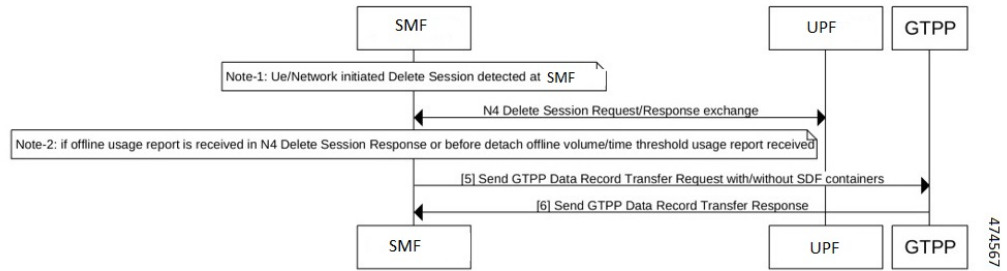 SMF UPF GTPP
Note-1: Ue/Network initiated Delete Session detected at SMF
N4 Delete Session Request/Response exchange
Note-2: if offline usage report is received in N4 Delete Session Response or before detach offline volume/time threshold usage report received
[5] Send GTPP Data Record Transfer Request with/without SDF containers
[6] Send GTPP Data Record Transfer Response
SMF UPF GTPP
474567